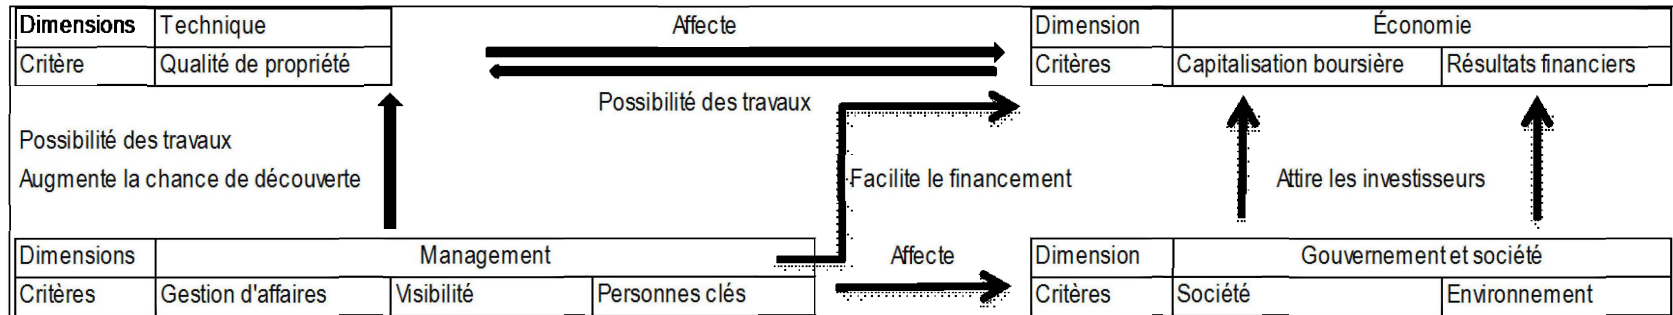 Dimensions Technique Affecte Dimension Économie
Critère Qualité de propriété Critères Capitalisation boursière Résultats financiers
Possibilité des travaux
Possibilité des travaux
Augmente la chance de découverte Facilite le financement Attire les investisseurs
Dimensions Management Affecte Dimension Gouvernement et société
Critères Gestion d'affaires Visibilité Personnes clés Critères Société Environnement